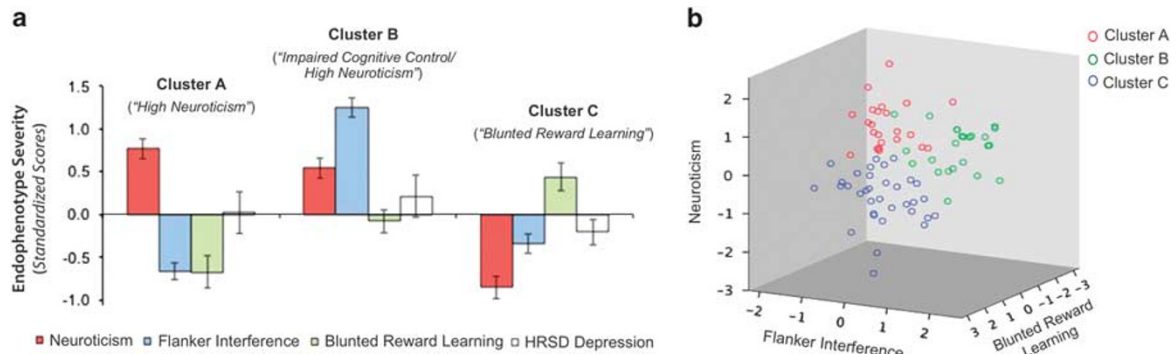 a
Cluster A
("High Neuroticism")
Cluster B
("Impaired Cognitive Control/
High Neuroticism")
Cluster C
("Blunted Reward Learning")
Endophenotype Severity
(Standardized Scores)
1.5
1.0
0.5
0.0
-0.5
-1.0
Neuroticism
Flanker Interference
Blunted Reward Learning
HRSD Depression
b
Cluster A
Cluster B
Cluster C
Neuroticism
2
1
0
-1
-2
-3
-2
-1
0
1
2
Flanker Interference
3
2
1
0
-1
-2
-3
Blunted Reward
Learning